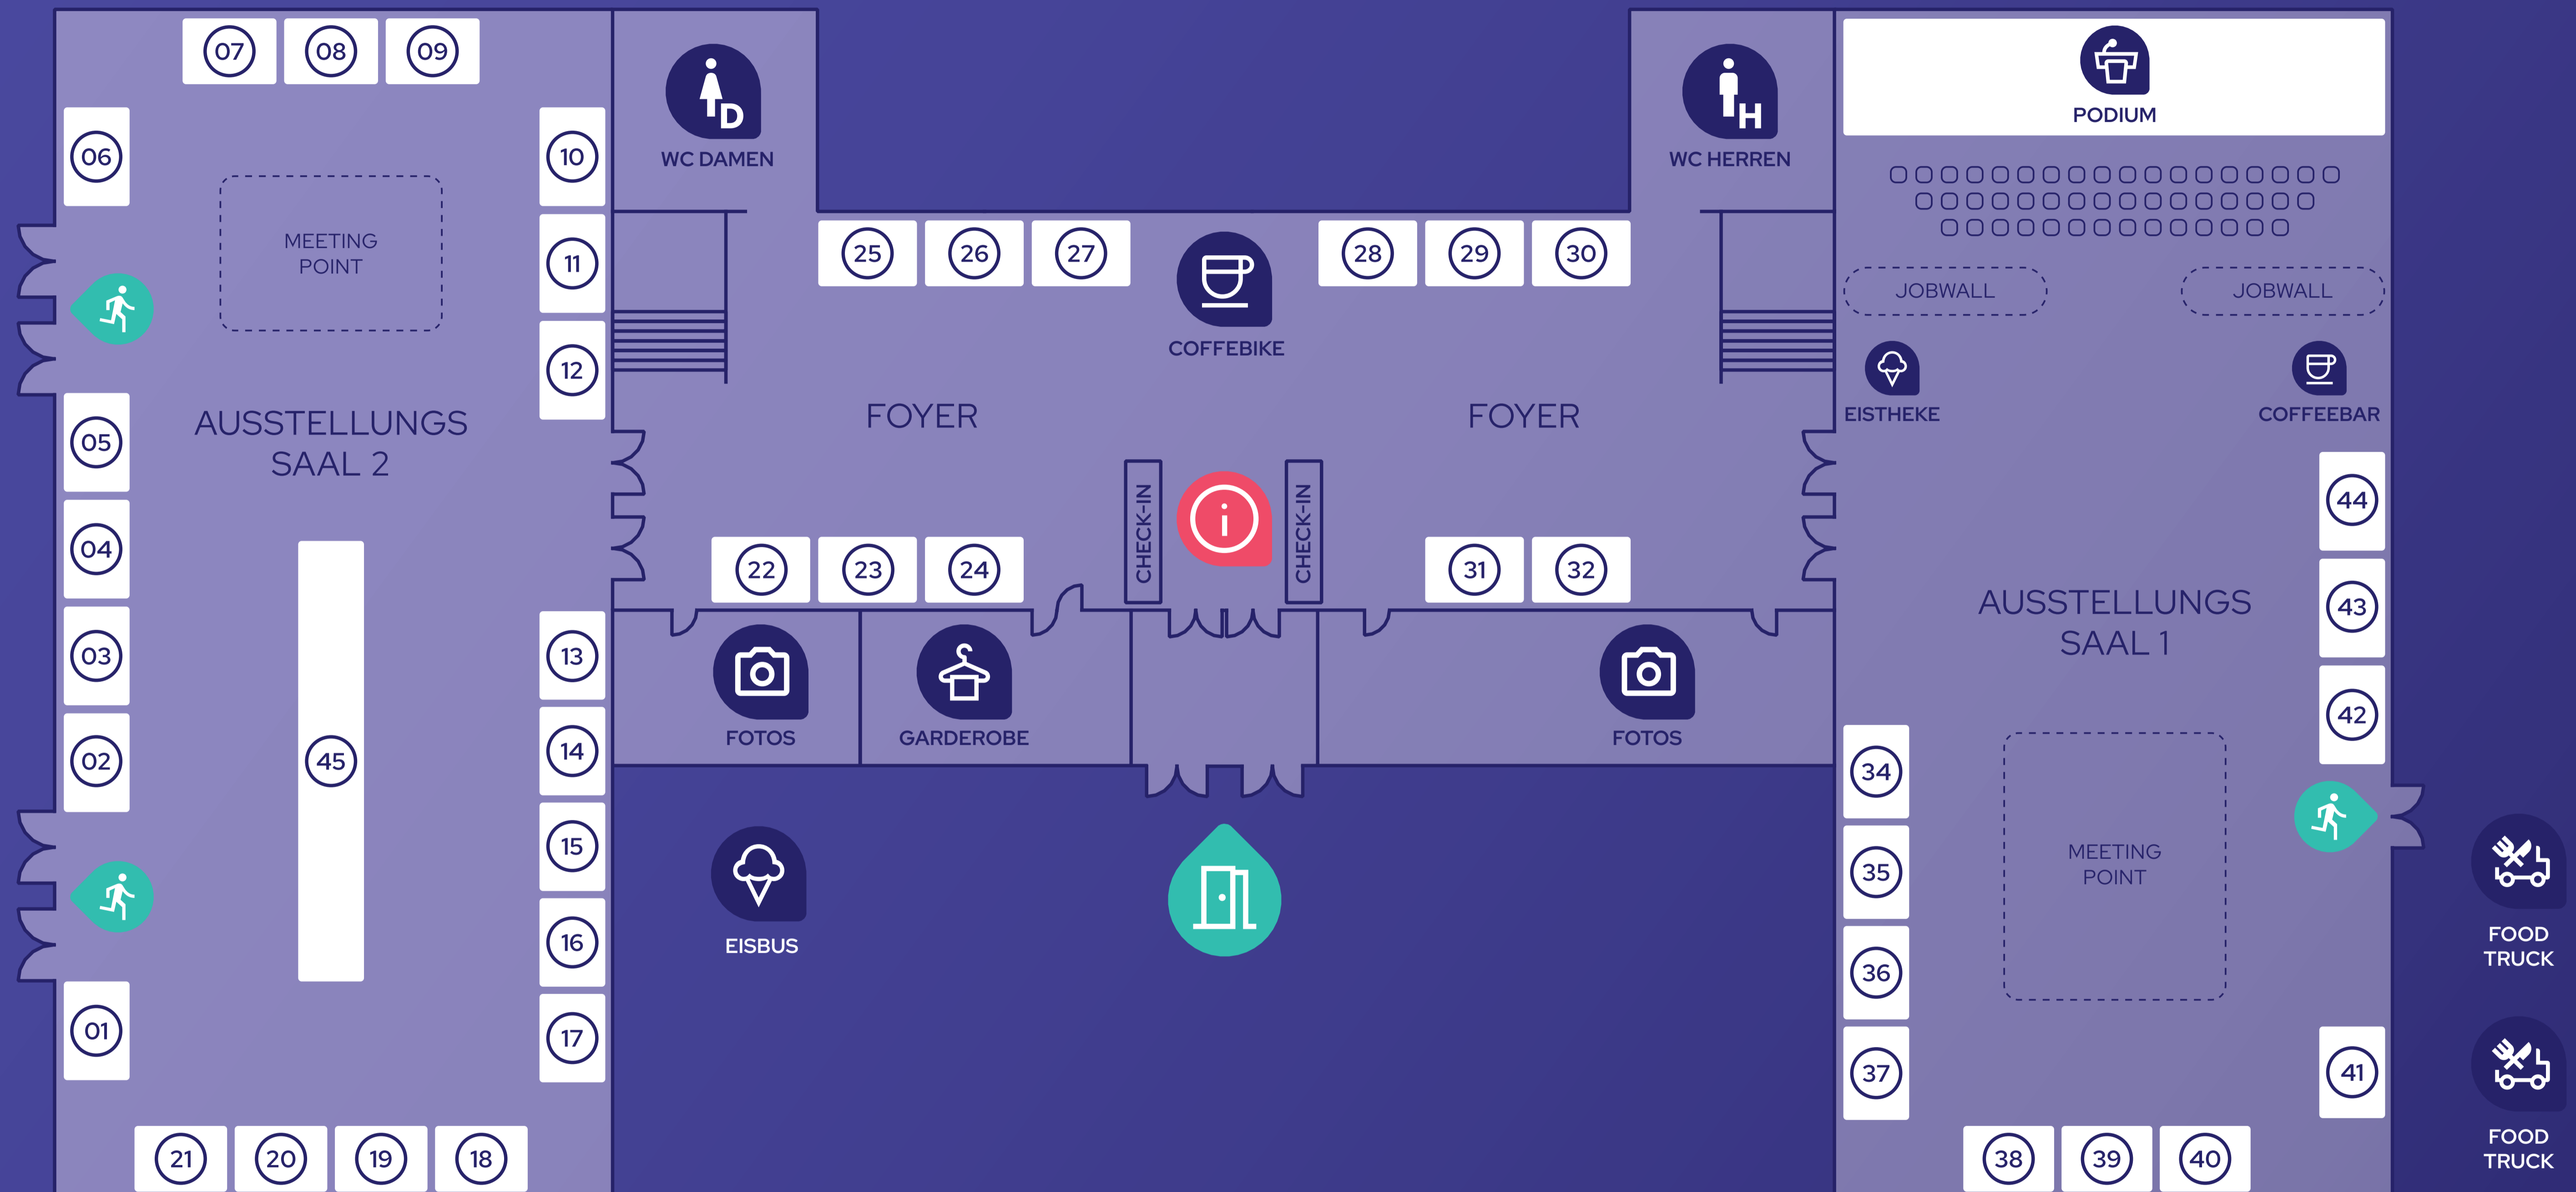 07
08
09
06
10
D
WC DAMEN
MEETING
POINT
11
12
AUSSTELLUNGS
SAAL 2
05
04
03
02
45
13
14
15
16
17
01
21
20
19
18
25
26
27
COFFEBIKE
28
29
30
H
WC HERREN
FOYER
FOYER
CHECK-IN
i
CHECK-IN
22
23
24
31
32
FOTOS
GARDEROBE
FOTOS
EISBUS
PODIUM
JOBWALL
JOBWALL
EISTHEKE
COFFEEBAR
44
43
42
AUSSTELLUNGS
SAAL 1
34
35
36
37
MEETING
POINT
41
38
39
40
FOOD
TRUCK
FOOD
TRUCK